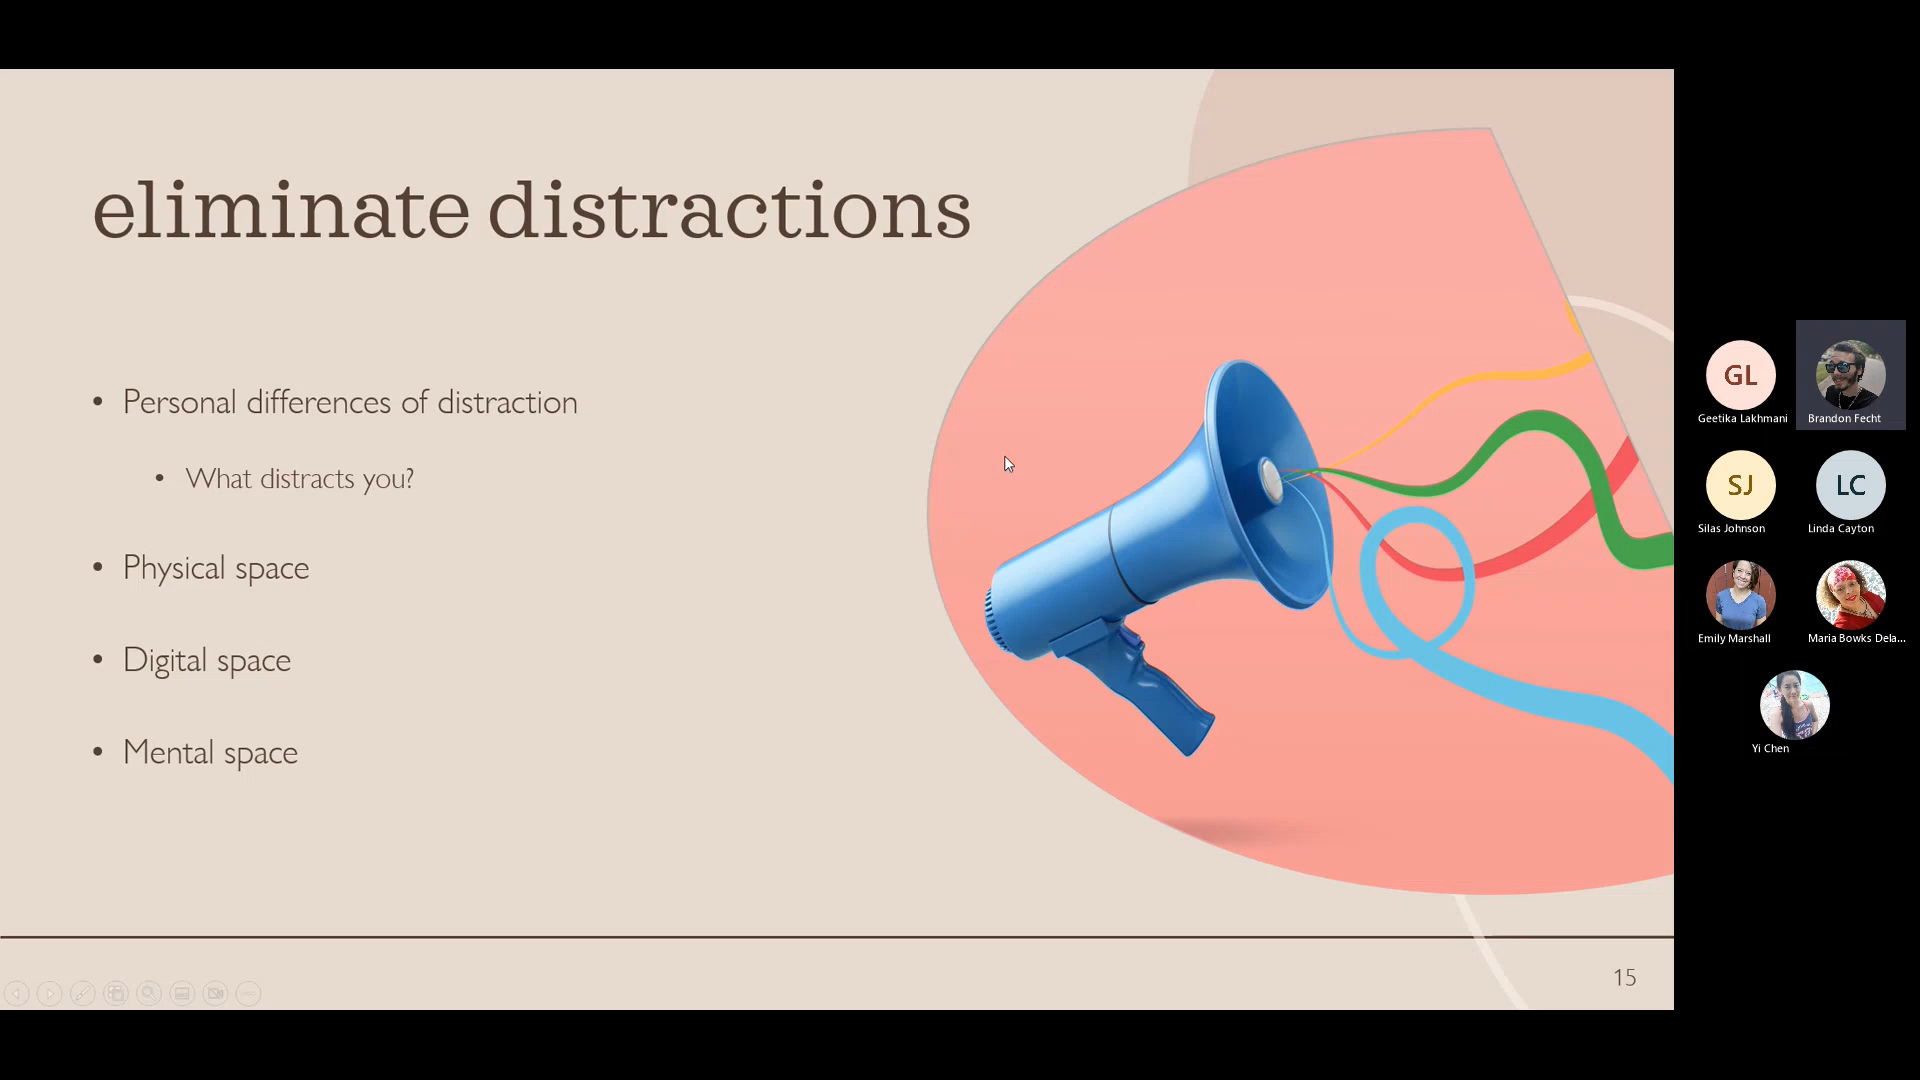 eliminate distractions
• Personal differences of distraction
• What distracts you?
• Physical space
• Digital space
• Mental space
15
GL
Geetika Lakhmani
Brandon Fecht
SJ
Silas Johnson
LC
Linda Cayton
Emily Marshall
Maria Bowks Dela...
Yi Chen